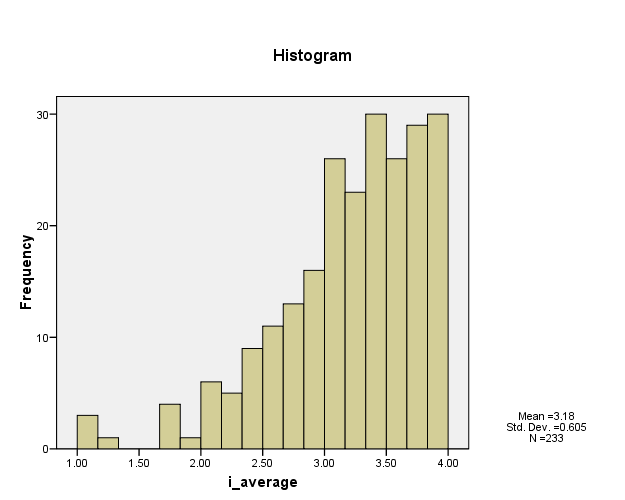 Histogram
30
20
10
0
Frequency
1.00 1.50 2.00 2.50 3.00 3.50 4.00
i_average
Mean =3.18
Std. Dev. =0.605
N =233